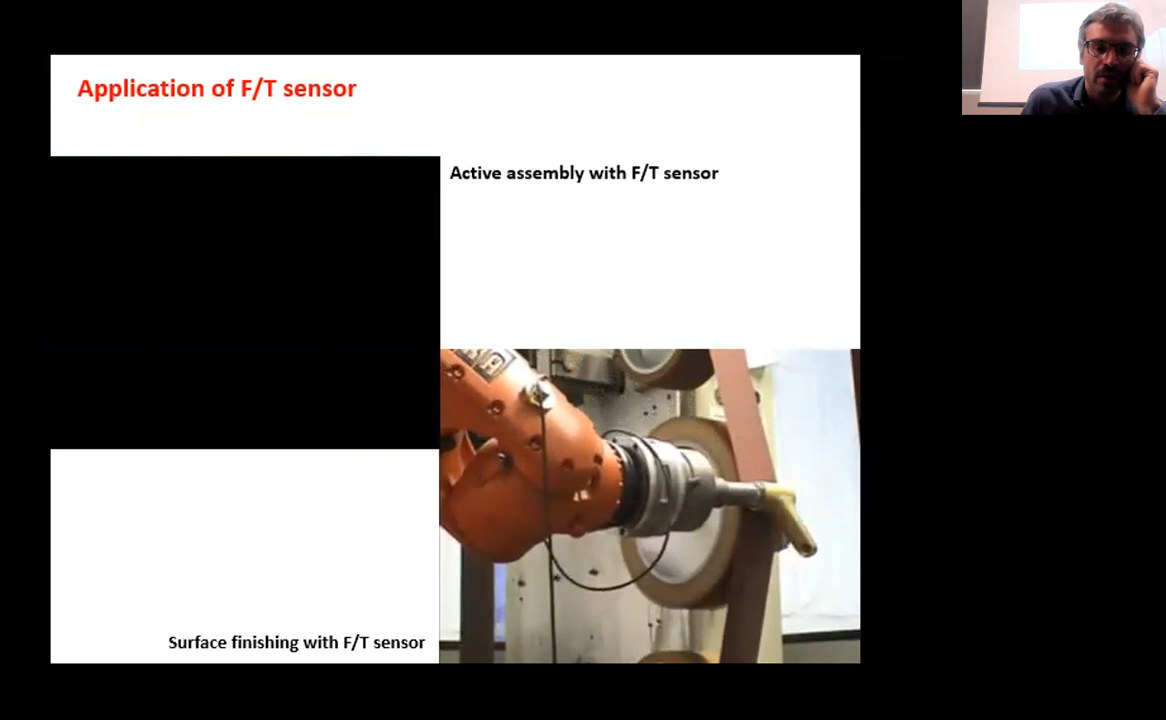 Application of F/T sensor
Active assembly with F/T sensor
Surface finishing with F/T sensor